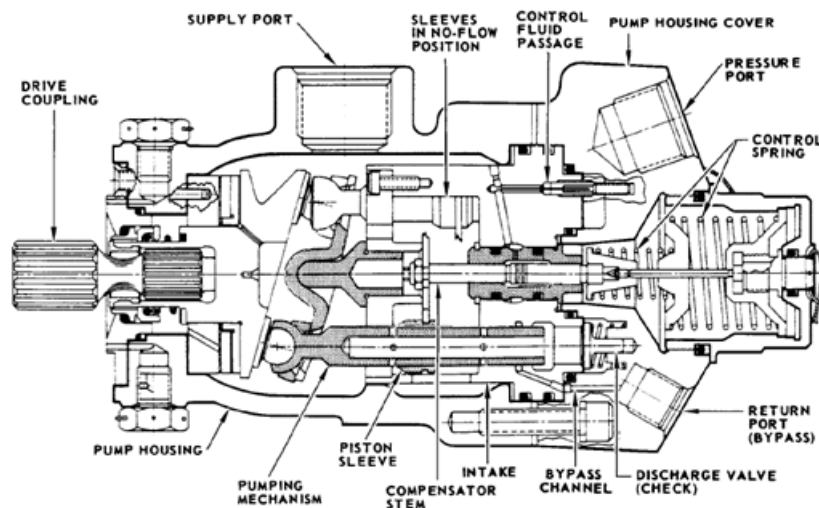 SUPPLY PORT
SLEEVES
IN NO-FLOW
POSITION
CONTROL
FLUID
PASSAGE
PUMP HOUSING COVER
PRESSURE
PORT
DRIVE
COUPLING
CONTROL
SPRING
PUMP HOUSING
PUMPING
MECHANISM
PISTON
SLEEVE
COMPENSATOR
STEM
INTAKE
BYPASS
CHANNEL
DISCHARGE VALVE
(CHECK)
RETURN
PORT
(BYPASS)